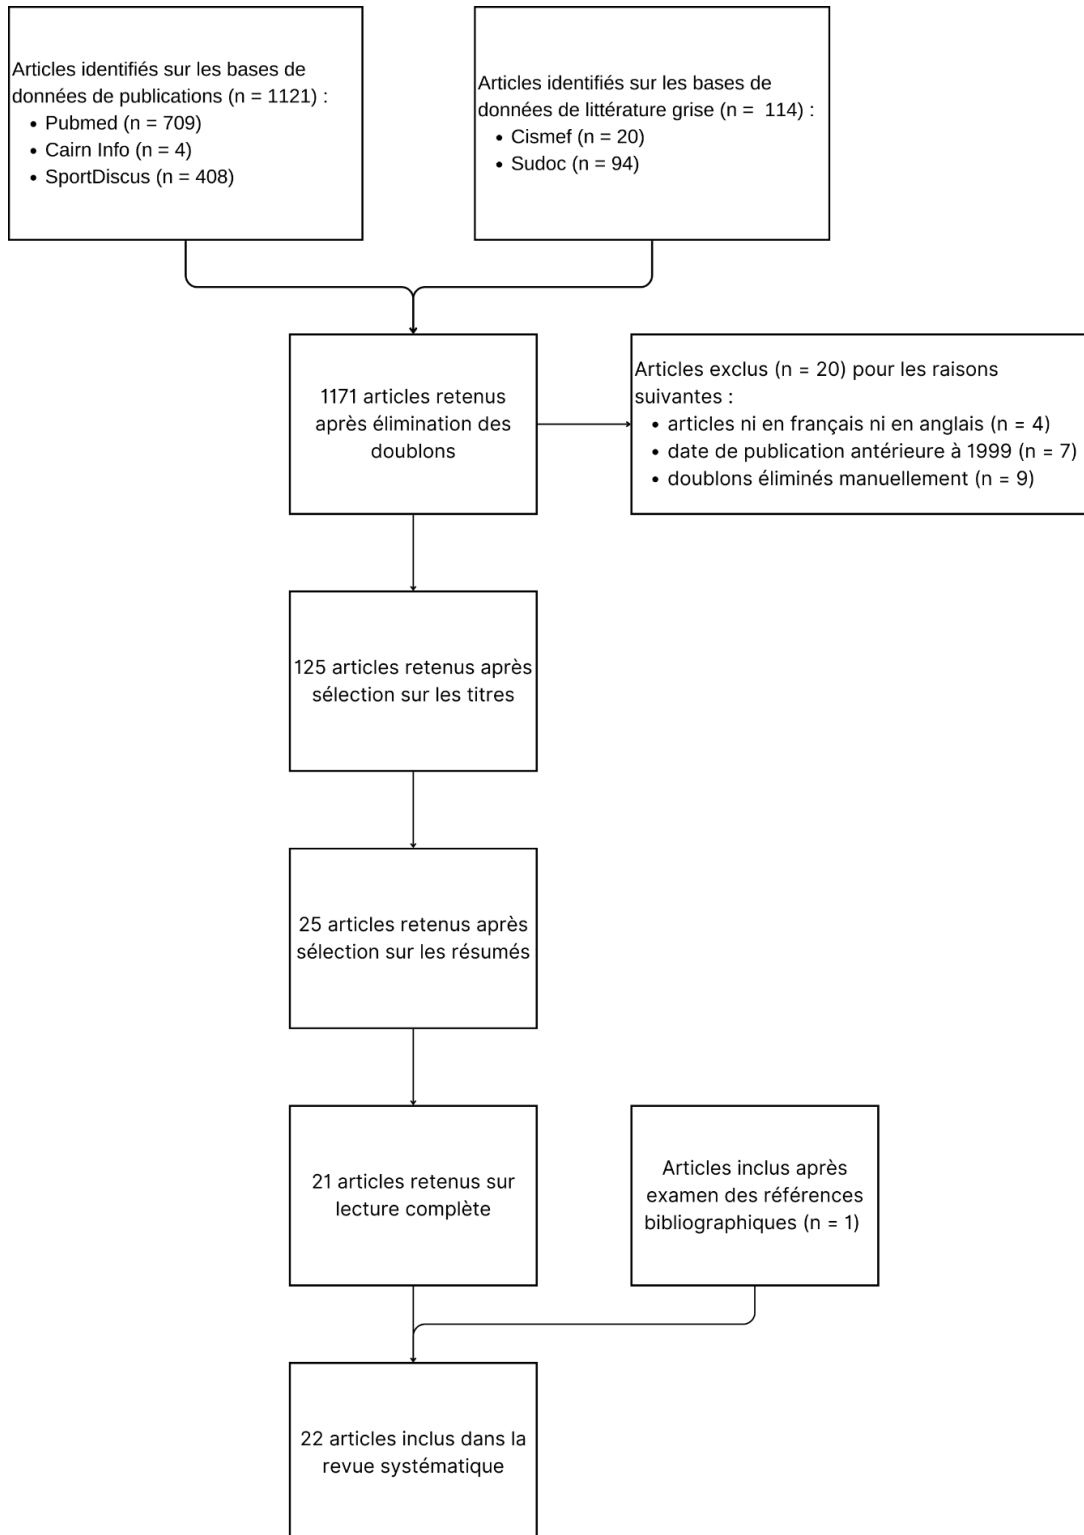 Articles identifiés sur les bases de
données de publications (n = 1121) :
• Pubmed (n = 709)
• Cairn Info (n = 4)
• SportDiscus (n = 408)
Articles identifiés sur les bases de
données de littérature grise (n =  114) :
• Cismef (n = 20)
• Sudoc (n = 94)
1171 articles retenus
après élimination des
doublons
Articles exclus (n = 20) pour les raisons
suivantes :
• articles ni en français ni en anglais (n = 4)
• date de publication antérieure à 1999 (n = 7)
• doublons éliminés manuellement (n = 9)
125 articles retenus après
sélection sur les titres
25 articles retenus après
sélection sur les résumés
21 articles retenus sur
lecture complète
Articles inclus après
examen des références
bibliographiques (n = 1)
22 articles inclus dans la
revue systématique